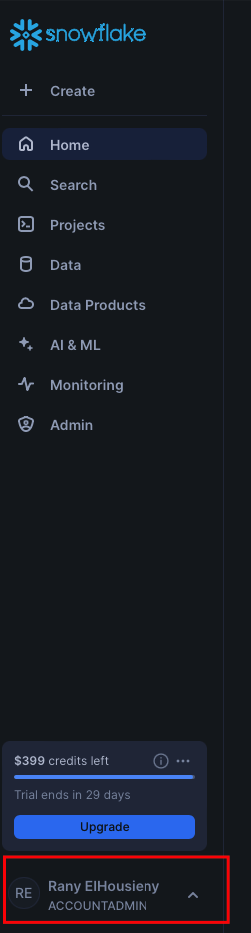 snowflake
Create
Home
Search
Projects
Data
Data Products
AI & ML
Monitoring
Admin
$399 credits left
Trial ends in 29 days
Upgrade
RE
Rany ElHousieny
ACCOUNTADMIN